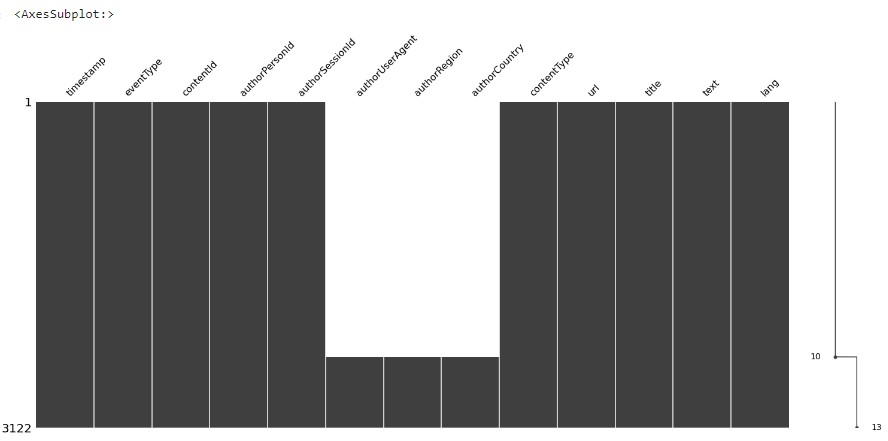 <AxesSubplot:>
timestamp
eventType
contentId
authorPersonId
authorSessionId
authorUserAgent
authorRegion
authorCountry
contentType
url
title
text
lang
1
10
3122
13